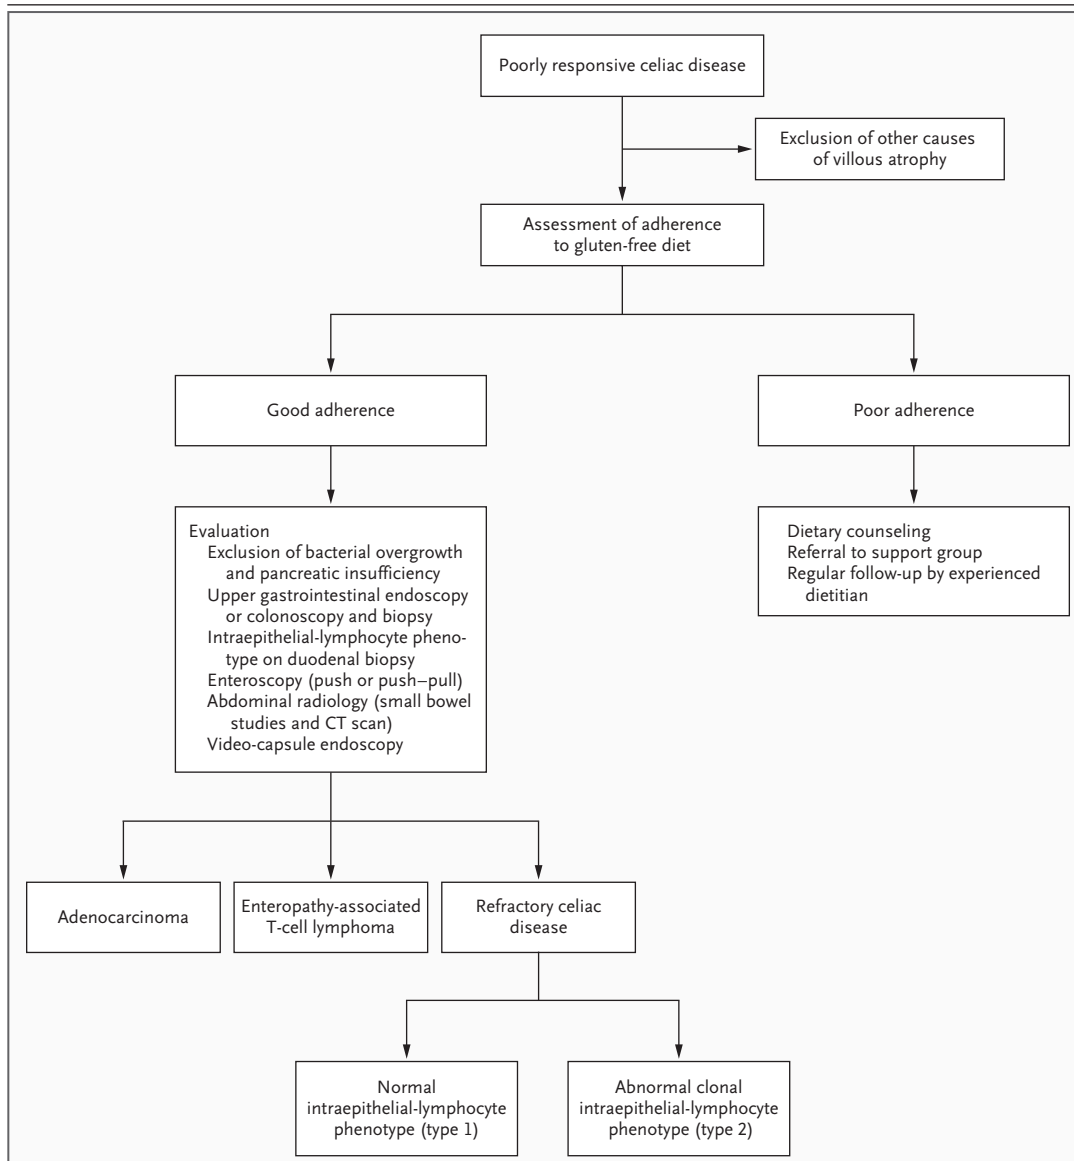 Poorly responsive celiac disease
Exclusion of other causes
of villous atrophy
Assessment of adherence
to gluten-free diet
Good adherence
Poor adherence
Evaluation
Exclusion of bacterial overgrowth
and pancreatic insufficiency
Upper gastrointestinal endoscopy
or colonoscopy and biopsy
Intraepithelial-lymphocyte pheno-
type on duodenal biopsy
Enteroscopy (push or push–pull)
Abdominal radiology (small bowel
studies and CT scan)
Video-capsule endoscopy
Dietary counseling
Referral to support group
Regular follow-up by experienced
dietitian
Adenocarcinoma
Enteropathy-associated
T-cell lymphoma
Refractory celiac
disease
Normal
intraepithelial-lymphocyte
phenotype (type 1)
Abnormal clonal
intraepithelial-lymphocyte
phenotype (type 2)